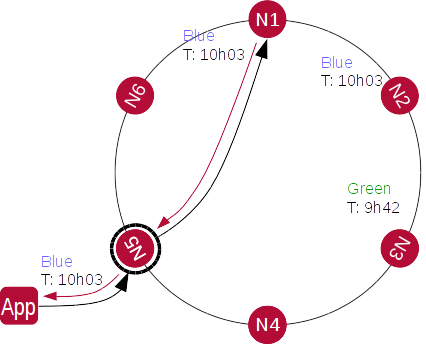 N1
Blue
T: 10h03
Blue
T: 10h03
N6
N2
Green
T: 9h42
N5
N3
Blue
T: 10h03
App
N4